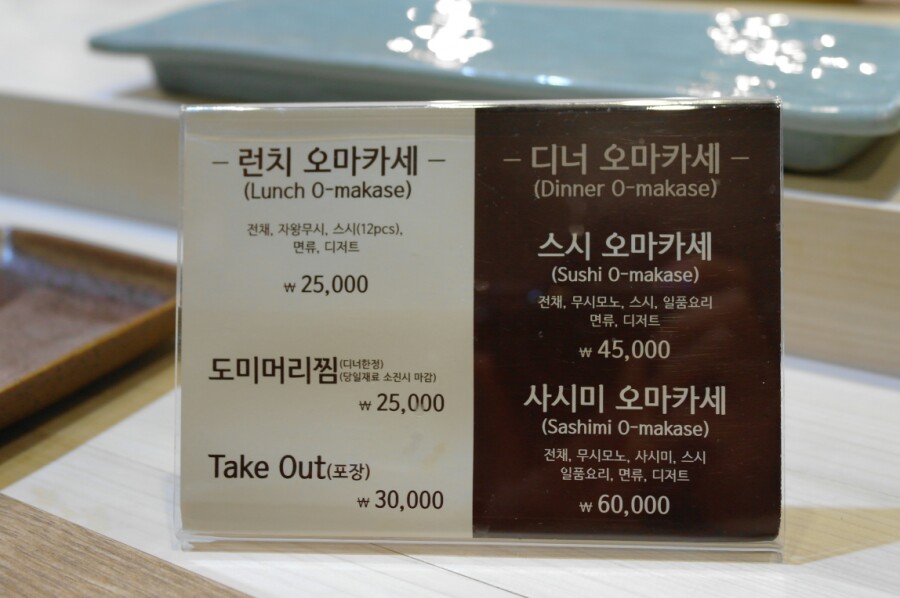 – 런치 오마카세 –
(Lunch O-makase)
전채, 자왕무시, 스시(12pcs),
면류, 디저트
₩ 25,000
도미머리찜(디너한정)
(당일재료 소진시 마감)
₩ 25,000
Take Out(포장)
₩ 30,000
– 디너 오마카세 –
(Dinner O-makase)
스시 오마카세
(Sushi O-makase)
전채, 무시모노, 스시, 일품요리
면류, 디저트
₩ 45,000
사시미 오마카세
(Sashimi O-makase)
전채, 무시모노, 사시미, 스시
일품요리, 면류, 디저트
₩ 60,000